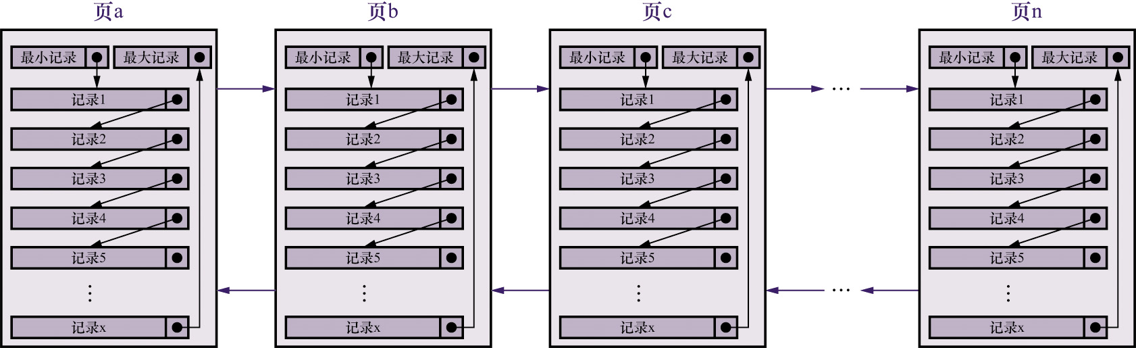 页a 页b 页c 页n
最小记录 最大记录 最小记录 最大记录 最小记录 最大记录 最小记录 最大记录
记录1 记录1 记录1 ... 记录1
记录2 记录2 记录2 记录2
记录3 记录3 记录3 记录3
记录4 记录4 记录4 记录4
记录5 记录5 记录5 记录5
⋮ ⋮ ⋮ ... ⋮
记录x 记录x 记录x 记录x